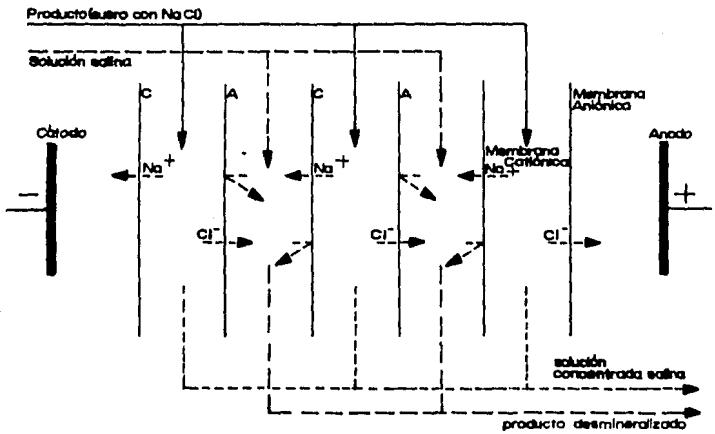 Producto(suero con NaCl)
Solución salina
C
A
C
A
Membrana
Aniónica
Cátodo
Membrana
Catiónica
Anodo
Na+
Na+
Na+
−
+
Cl-
Cl-
Cl-
solución
concentrada salina
producto desmineralizado